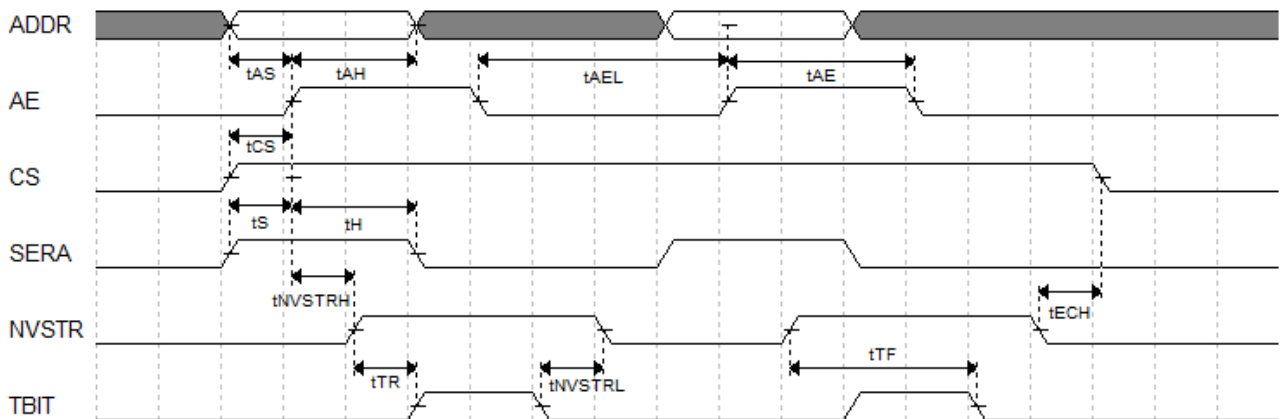 ADDR
tAS
tAH
tAEL
tAE
AE
tCS
CS
tS
tH
SERA
tNVSTRH
tECH
NVSTR
tTF
tTR
tNVSTRL
TBIT